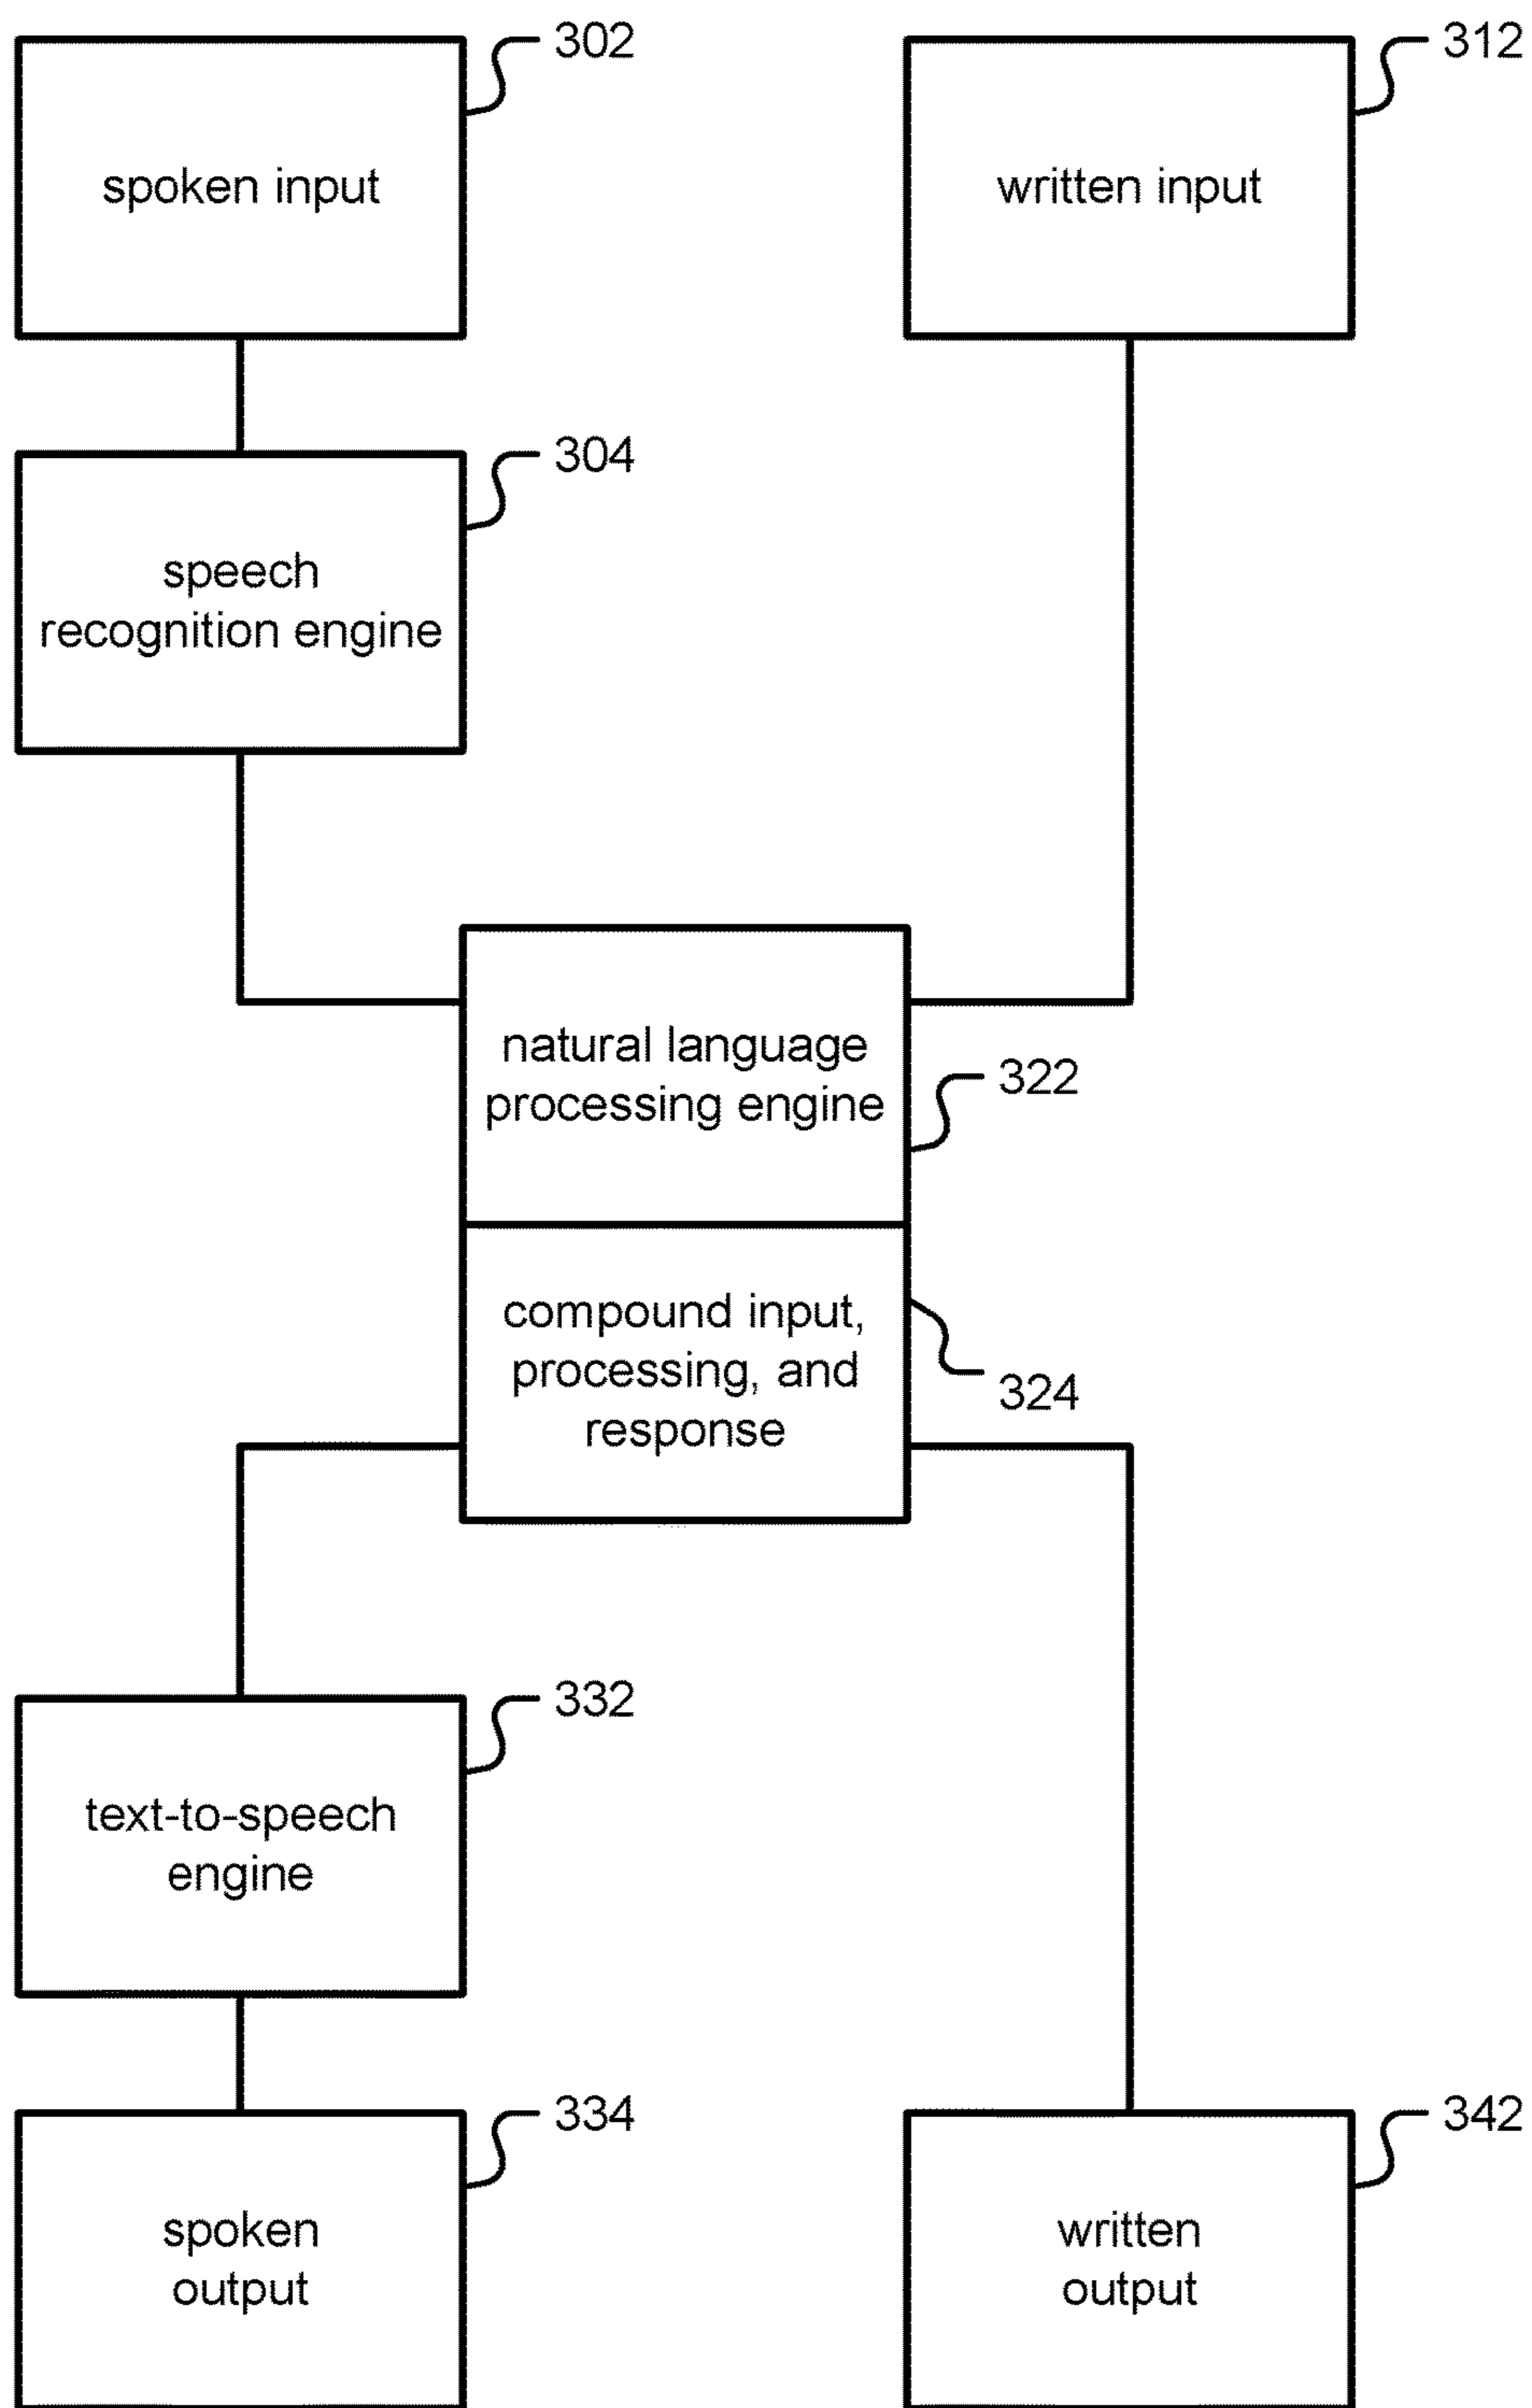 302
312
spoken input
written input
304
speech
recognition engine
natural language
processing engine
322
compound input,
processing, and
response
324
332
text-to-speech
engine
334
342
spoken
output
written
output